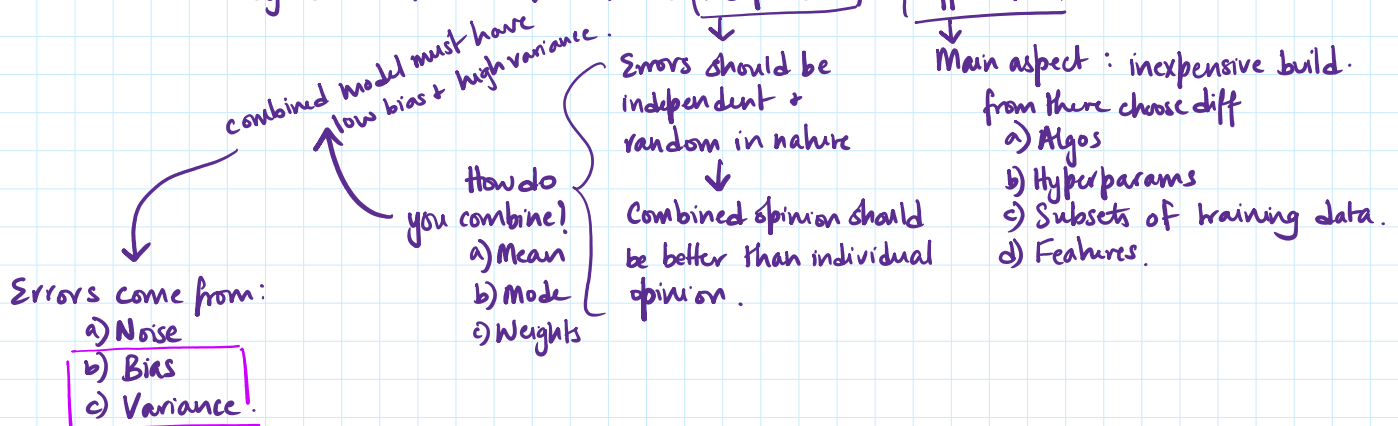 combined model must have
low bias & high variance.
Errors should be
independent &
random in nature
Combined opinion should
be better than individual
opinion.
Main aspect : inexpensive build.
from there choose diff
a) Algos
b) Hyperparams
c) Subsets of training data.
d) Features.
How do
you combine!
a) Mean
b) Mode
c) Weights
Errors come from:
a) Noise
b) Bias
c) Variance.